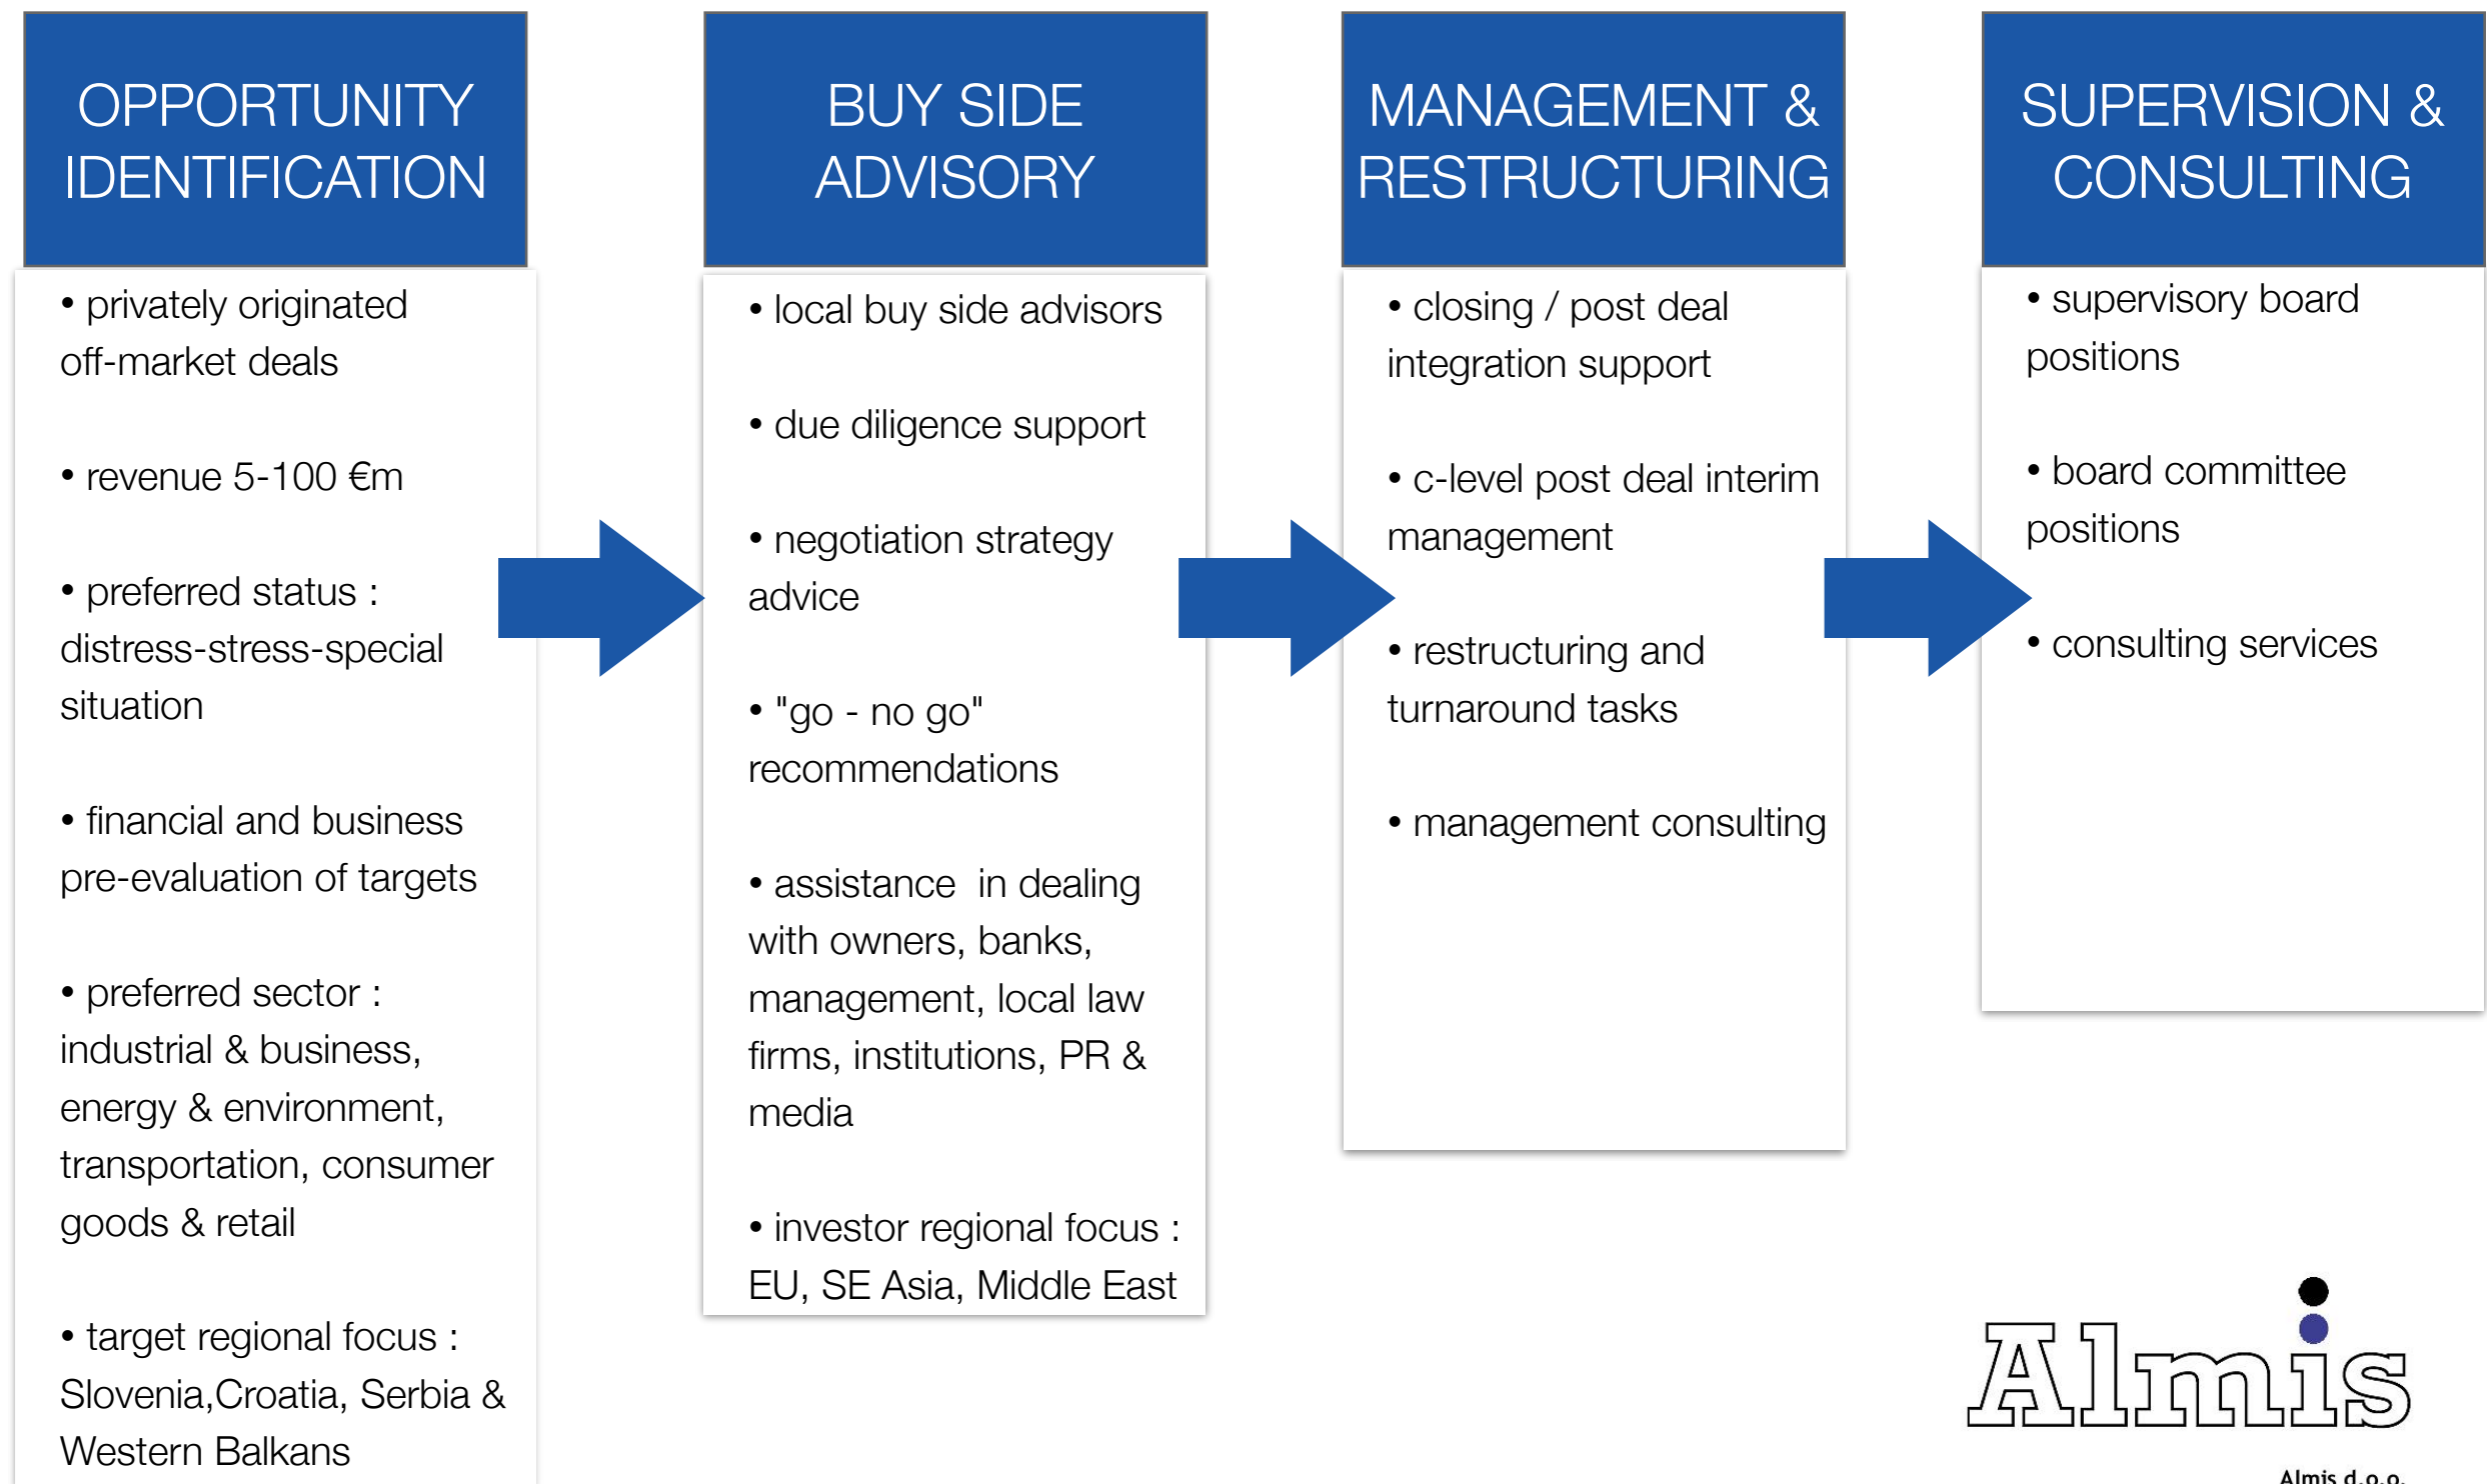 OPPORTUNITY
IDENTIFICATION
• privately originated
off-market deals
• revenue 5-100 €m
• preferred status :
distress-stress-special
situation
• financial and business
pre-evaluation of targets
• preferred sector :
industrial & business,
energy & environment,
transportation, consumer
goods & retail
• target regional focus :
Slovenia,Croatia, Serbia &
Western Balkans
BUY SIDE
ADVISORY
• local buy side advisors
• due diligence support
• negotiation strategy
advice
• "go - no go"
recommendations
• assistance  in dealing
with owners, banks,
management, local law
firms, institutions, PR &
media
• investor regional focus :
EU, SE Asia, Middle East
MANAGEMENT &
RESTRUCTURING
• closing / post deal
integration support
• c-level post deal interim
management
• restructuring and
turnaround tasks
• management consulting
SUPERVISION &
CONSULTING
• supervisory board
positions
• board committee
positions
• consulting services
Almis
Almis d.o.o.